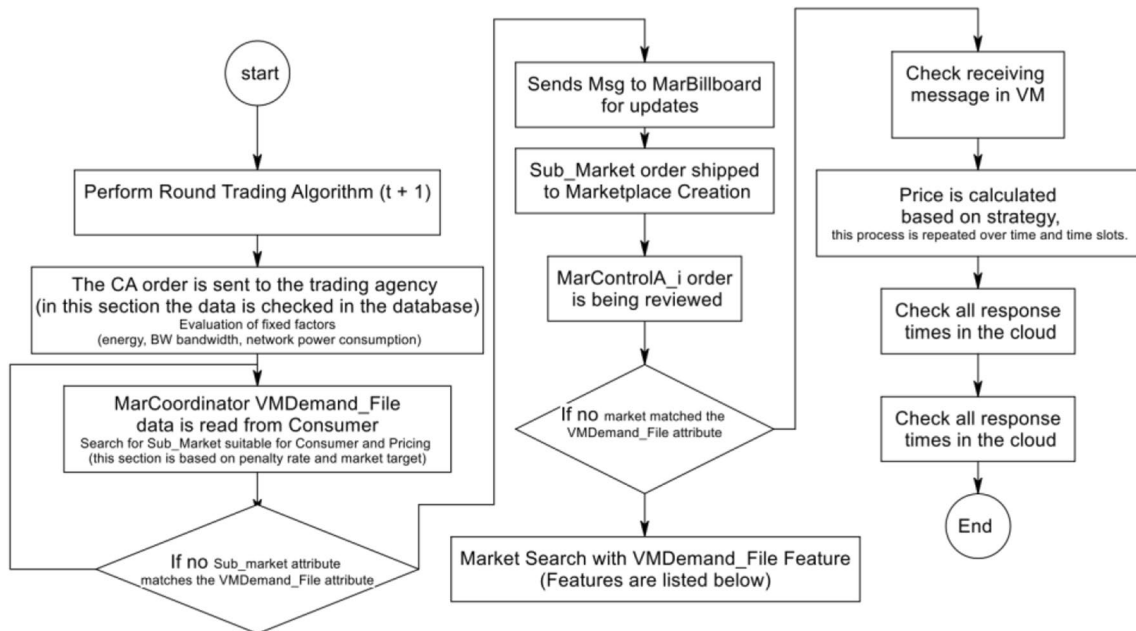 start
Perform Round Trading Algorithm (t + 1)
The CA order is sent to the trading agency
(in this section the data is checked in the database)
Evaluation of fixed factors
(energy, BW bandwidth, network power consumption)
MarCoordinator VMDemand_File
data is read from Consumer
Search for Sub_Market suitable for Consumer and Pricing
(this section is based on penalty rate and market target)
If no Sub_market attribute
matches the VMDemand_File attribute
Sends Msg to MarBillboard
for updates
Sub_Market order shipped
to Marketplace Creation
MarControlA_i order
is being reviewed
If no market matched the
VMDemand_File attribute
Market Search with VMDemand_File Feature
(Features are listed below)
Check receiving
message in VM
Price is calculated
based on strategy,
this process is repeated over time and time slots.
Check all response
times in the cloud
Check all response
times in the cloud
End